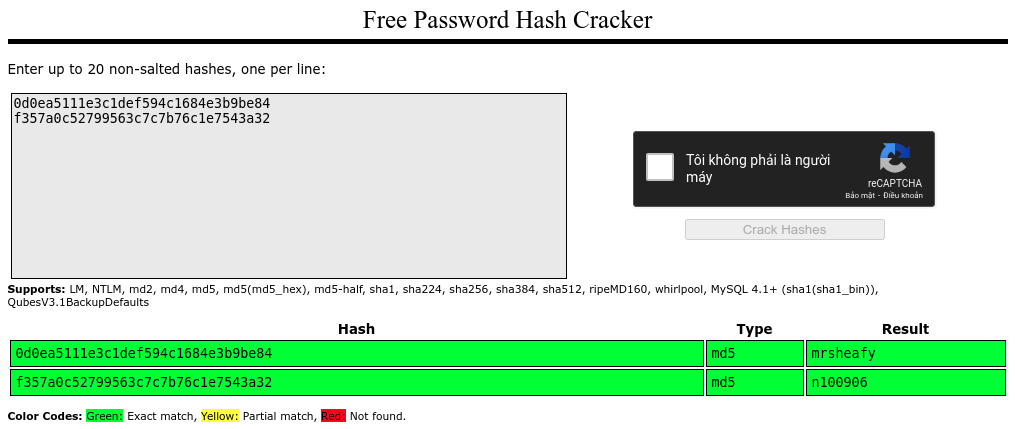 Free Password Hash Cracker
Enter up to 20 non-salted hashes, one per line:
0d0ea5111e3c1def594c1684e3b9be84
f357a0c52799563c7c7b76c1e7543a32
Tôi không phải là người
máy
reCAPTCHA
Bảo mật - Điều khoản
Crack Hashes
Supports: LM, NTLM, md2, md4, md5, md5(md5_hex), md5-half, sha1, sha224, sha256, sha384, sha512, ripeMD160, whirlpool, MySQL 4.1+ (sha1(sha1_bin)),
QubesV3.1BackupDefaults
Hash Type Result
0d0ea5111e3c1def594c1684e3b9be84 md5 mrsheafy
f357a0c52799563c7c7b76c1e7543a32 md5 n100906
Color Codes: Green: Exact match, Yellow: Partial match, Red: Not found.